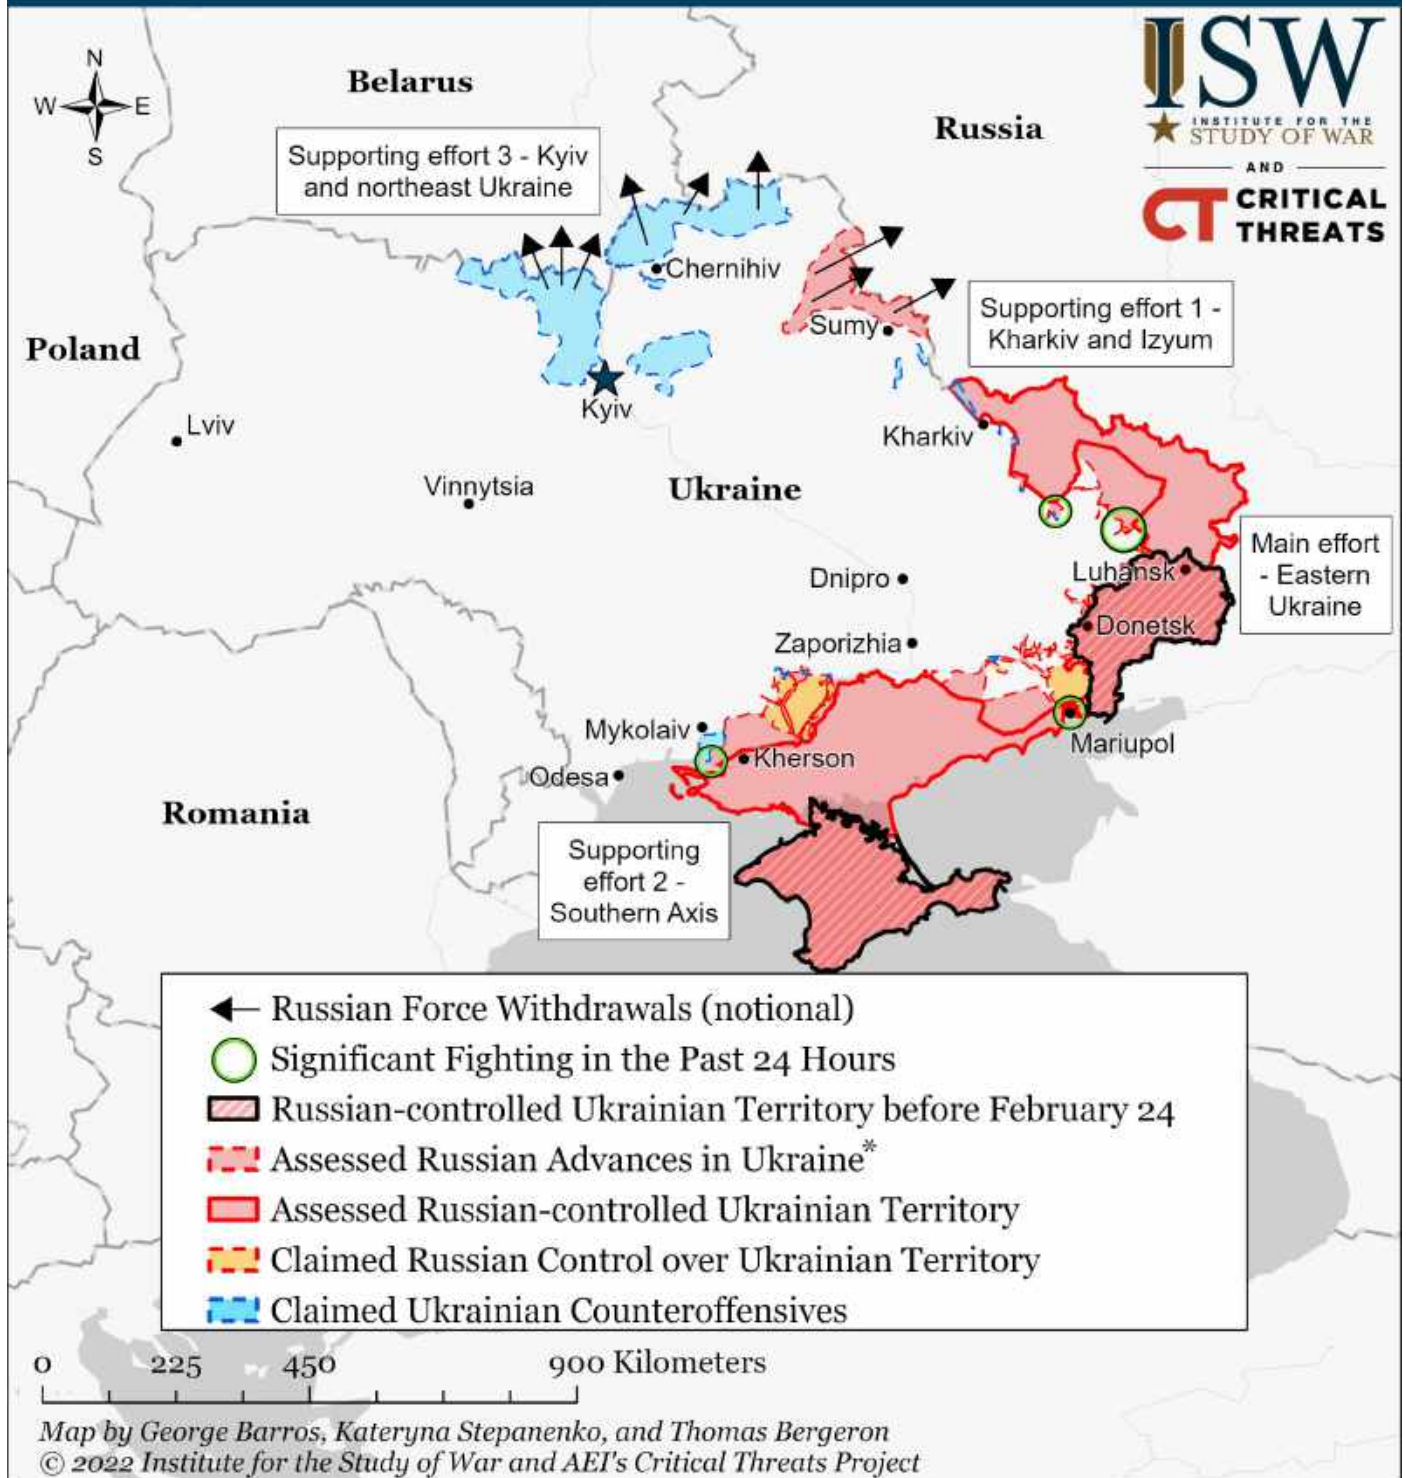 N
W E
S
Belarus
Russia
ISW
INSTITUTE FOR THE
STUDY OF WAR
AND
CT CRITICAL
THREATS
Supporting effort 3 - Kyiv
and northeast Ukraine
Chernihiv
Sumy
Supporting effort 1 -
Kharkiv and Izyum
Poland
Kyiv
Lviv
Kharkiv
Vinnytsia
Ukraine
Main effort
- Eastern
Ukraine
Luhansk
Dnipro
Donetsk
Zaporizhia
Mykolaiv
Mariupol
Kherson
Odesa
Romania
Supporting
effort 2 -
Southern Axis
Russian Force Withdrawals (notional)
Significant Fighting in the Past 24 Hours
Russian-controlled Ukrainian Territory before February 24
Assessed Russian Advances in Ukraine*
Assessed Russian-controlled Ukrainian Territory
Claimed Russian Control over Ukrainian Territory
Claimed Ukrainian Counteroffensives
0 225 450 900 Kilometers
Map by George Barros, Kateryna Stepanenko, and Thomas Bergeron
© 2022 Institute for the Study of War and AEI's Critical Threats Project